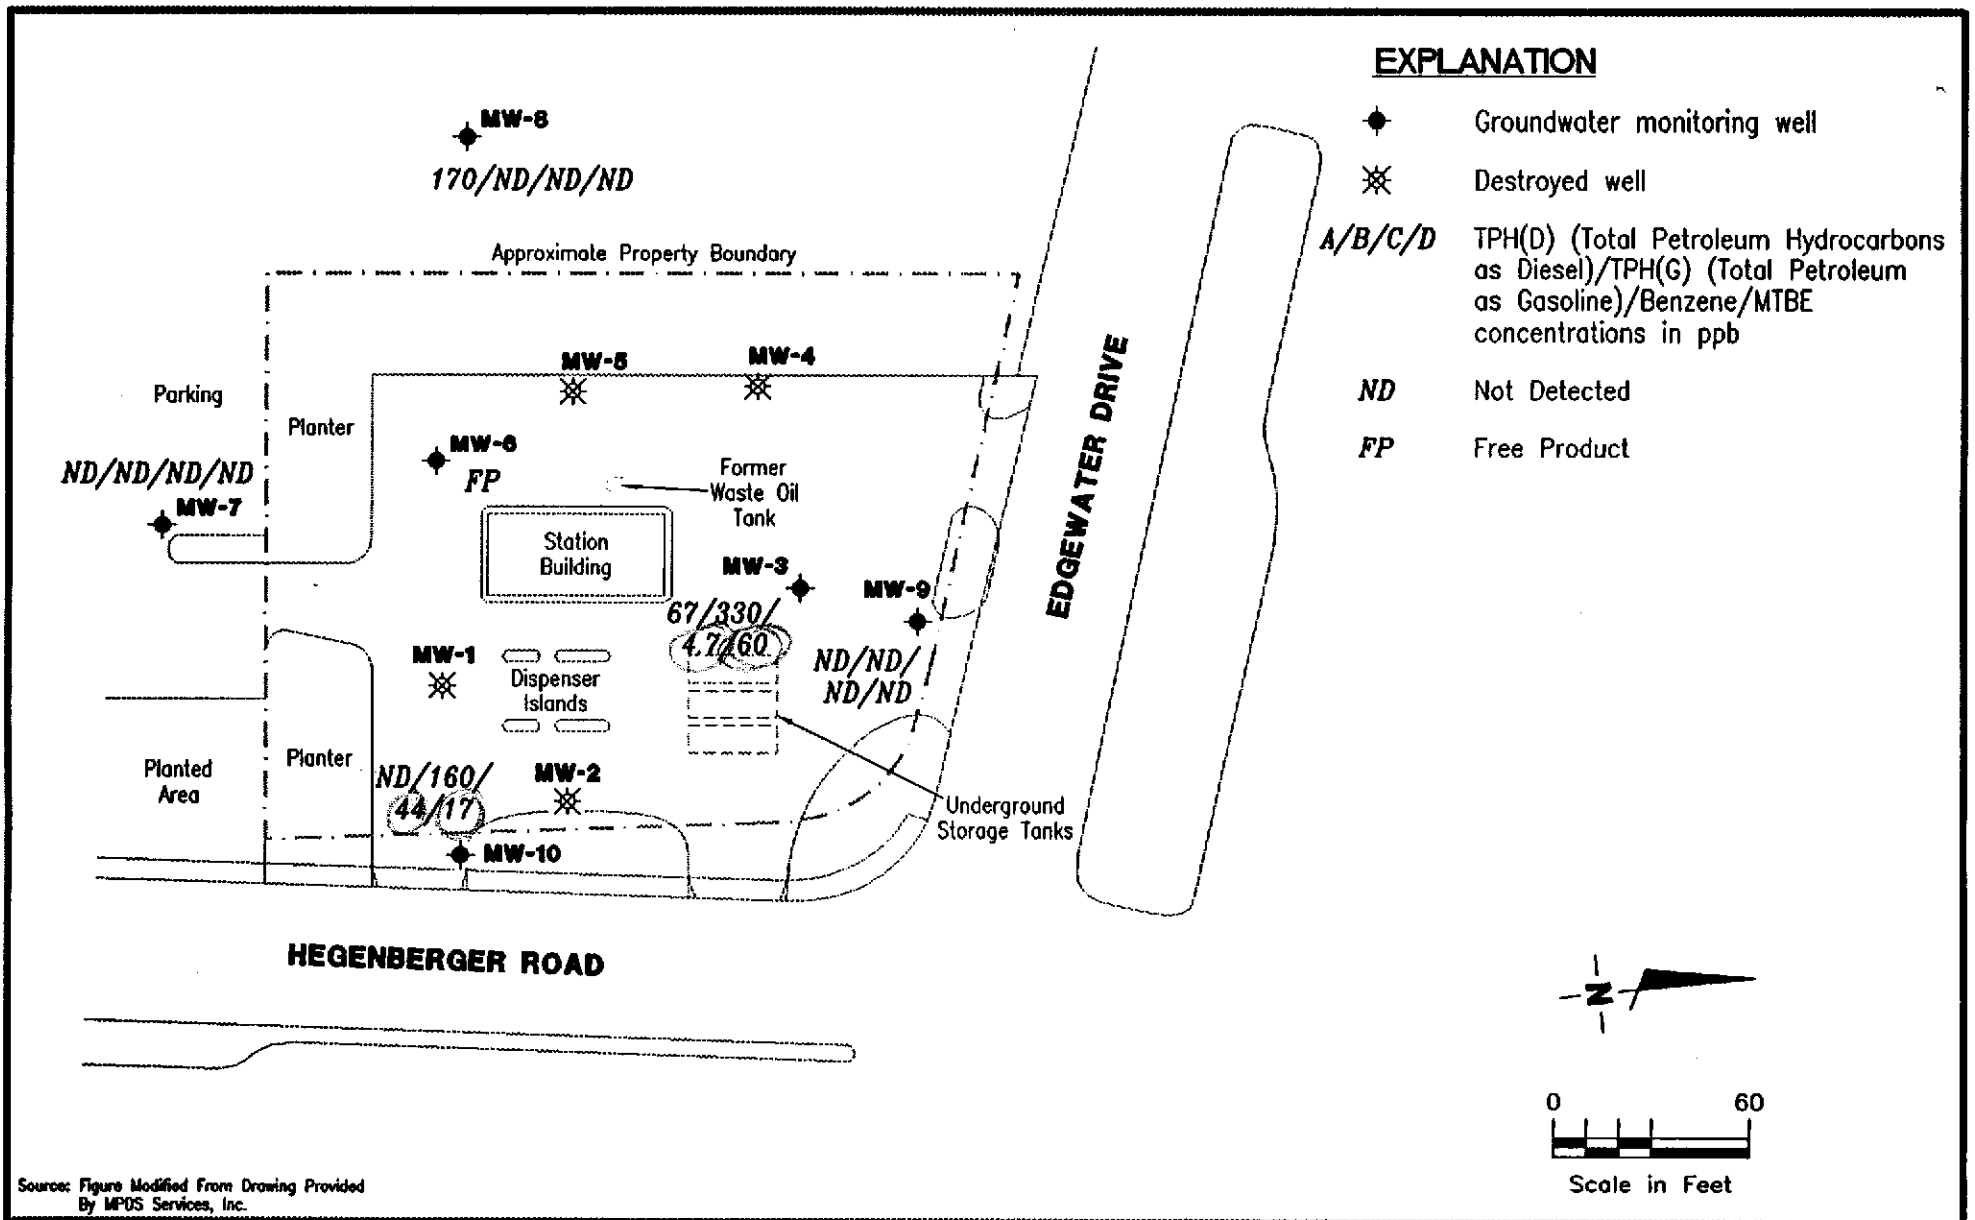 EXPLANATION
Groundwater monitoring well
Destroyed well
A/B/C/D
TPH(D) (Total Petroleum Hydrocarbons
as Diesel)/TPH(G) (Total Petroleum
as Gasoline)/Benzene/MTBE
concentrations in ppb
ND
Not Detected
FP
Free Product
MW-8
170/ND/ND/ND
Approximate Property Boundary
MW-5
MW-4
Parking
Planter
MW-6
FP
Former
Waste Oil
Tank
ND/ND/ND/ND
MW-7
Station
Building
MW-3
67/330/
4.7/60
MW-9
ND/ND/
ND/ND
EDGEWATER DRIVE
MW-1
Dispenser
Islands
Planted
Area
Planter
ND/160/
44/17
MW-2
MW-10
Underground
Storage Tanks
HEGENBERGER ROAD
N
0 60
Scale in Feet
Source: Figure Modified From Drawing Provided
By MPDS Services, Inc.